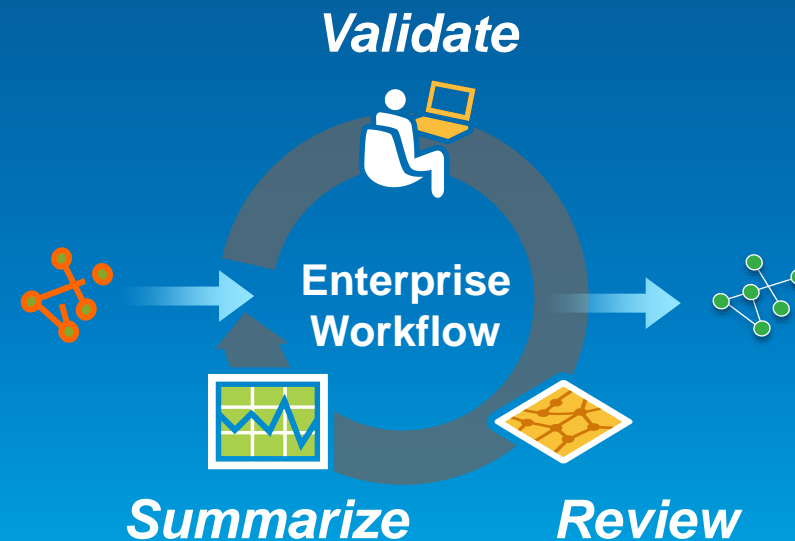 Validate
Enterprise
Workflow
Summarize
Review